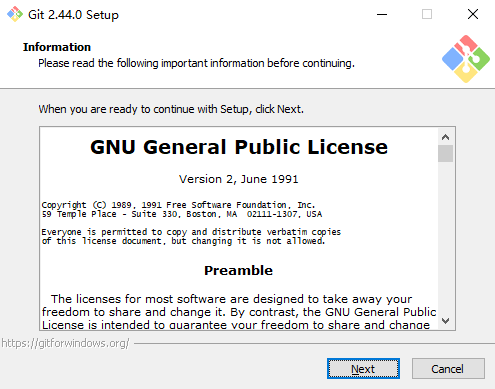 Git 2.44.0 Setup
Information
Please read the following important information before continuing.
When you are ready to continue with Setup, click Next.
GNU General Public License
Version 2, June 1991
Copyright (C) 1989, 1991 Free Software Foundation, Inc.
59 Temple Place - Suite 330, Boston, MA  02111-1307, USA
Everyone is permitted to copy and distribute verbatim copies
of this license document, but changing it is not allowed.
Preamble
The licenses for most software are designed to take away your
freedom to share and change it. By contrast, the GNU General Public
License is intended to guarantee your freedom to share and change
https://gitforwindows.org/
Next
Cancel